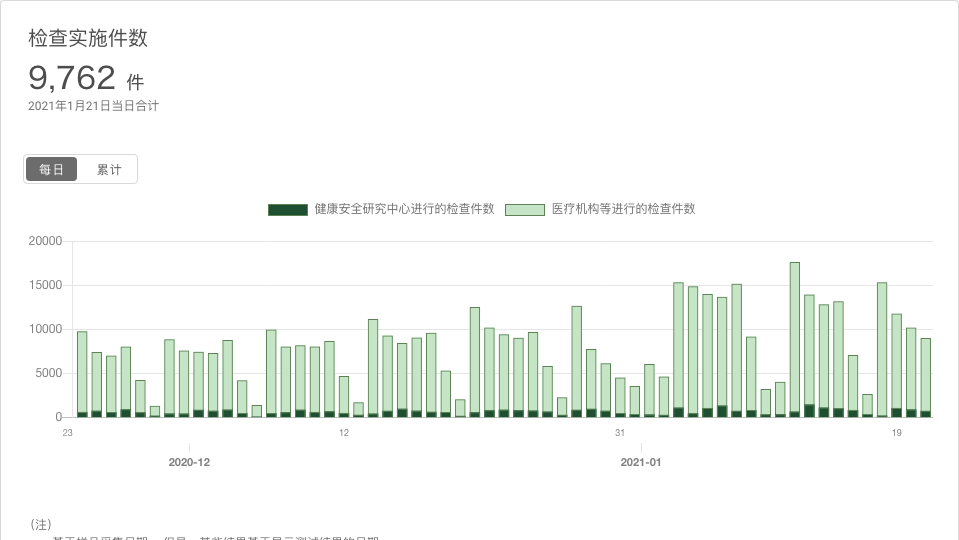 检查实施件数
9,762 件
2021年1月21日当日合计
每日 累计
健康安全研究中心进行的检查件数 医疗机构等进行的检查件数
20000
15000
10000
5000
0
23 12 31 19
2020-12 2021-01
(注)